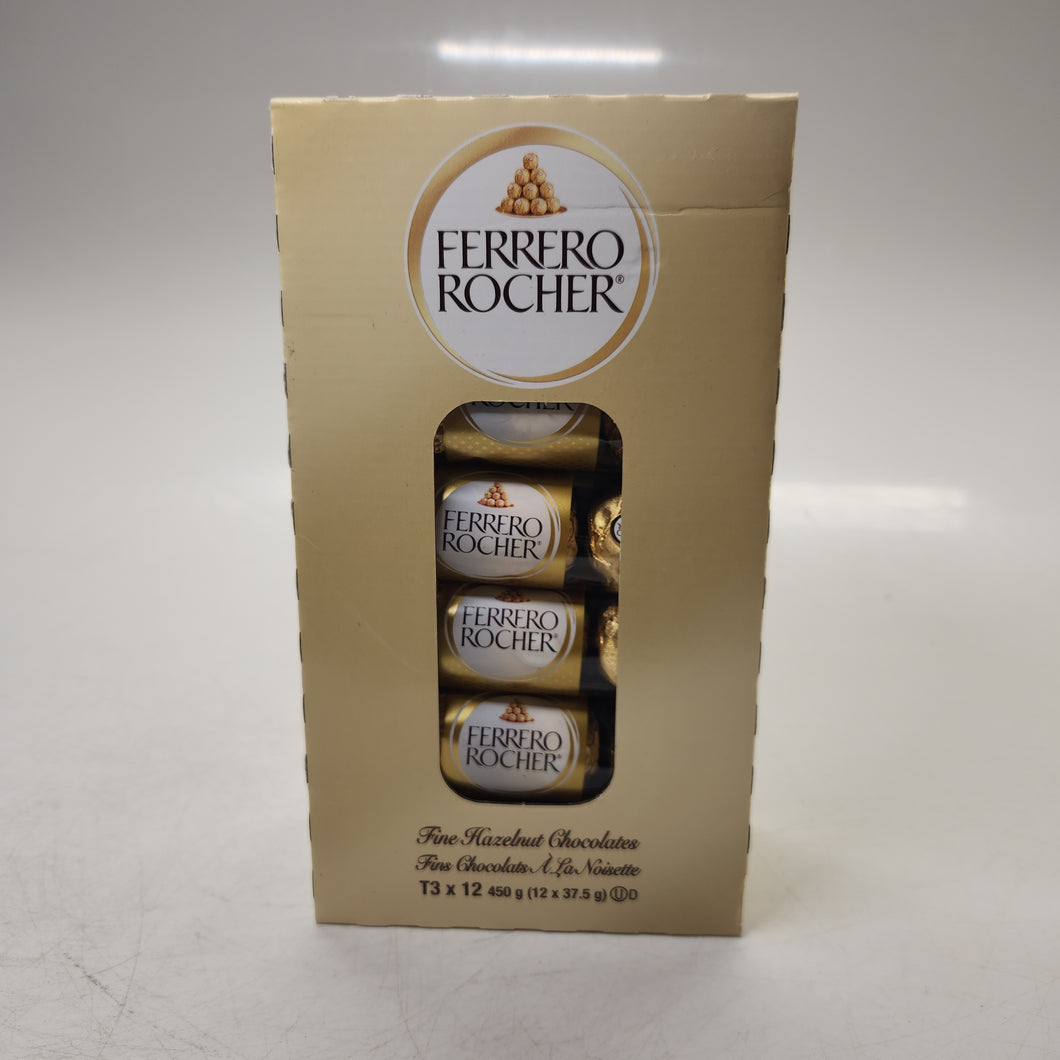 FERRERO
ROCHER®
ROCHER
FERRERO
ROCHER®
FERRERO
ROCHER®
FERRERO
ROCHER®
Fine Hazelnut Chocolates
Fins Chocolats À La Noisette
T3 x 12 450 g (12 x 37.5 g) Ⓤ D